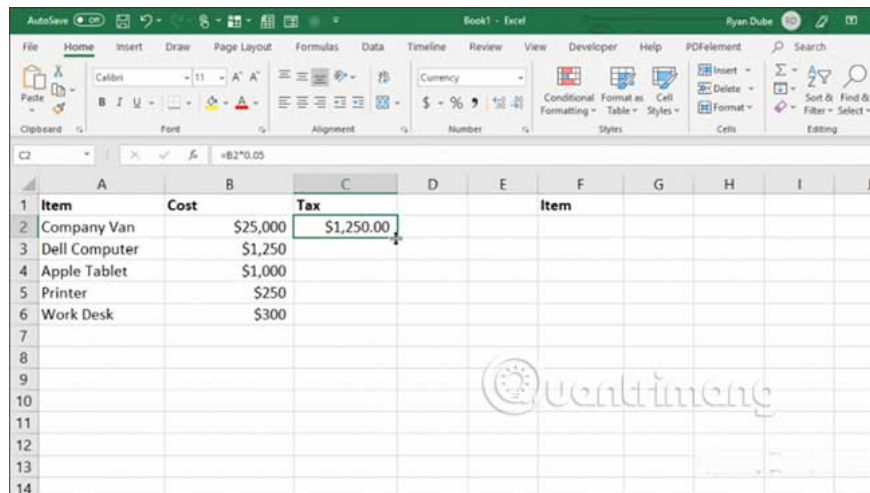 AutoSave Off Book1 - Excel Ryan Dube RD
File Home Insert Draw Page Layout Formulas Data Timeline Review View Developer Help PDFelement Search
Paste Calibri 11 A A Currency Conditional Format as Cell Insert Sort & Find &
B I U A $ % 9 Formatting Table Styles Delete Filter Select
Format
Clipboard Font Alignment Number Styles Cells Editing
C2 fx =B2*0.05
A B C D E F G H I J
1 Item Cost Tax Item
2 Company Van $25,000 $1,250.00
3 Dell Computer $1,250
4 Apple Tablet $1,000
5 Printer $250
6 Work Desk $300
7
8
9
10
11
12
13
14
Quantrimang